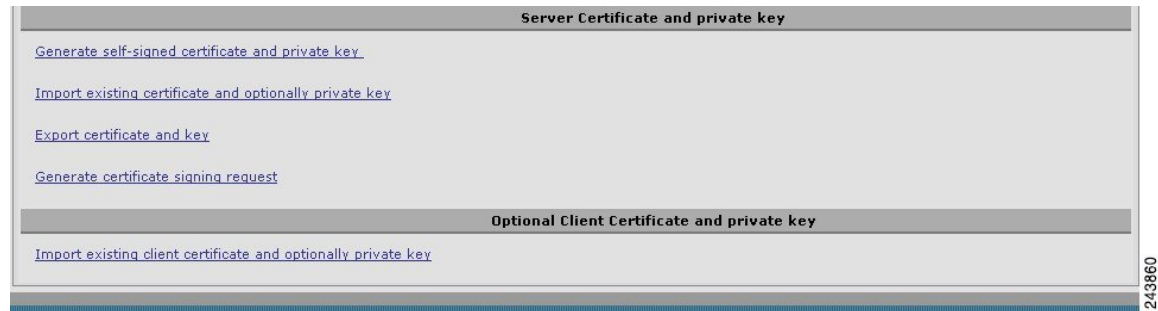 Server Certificate and private key
Generate self-signed certificate and private key
Import existing certificate and optionally private key
Export certificate and key
Generate certificate signing request
Optional Client Certificate and private key
Import existing client certificate and optionally private key
243860